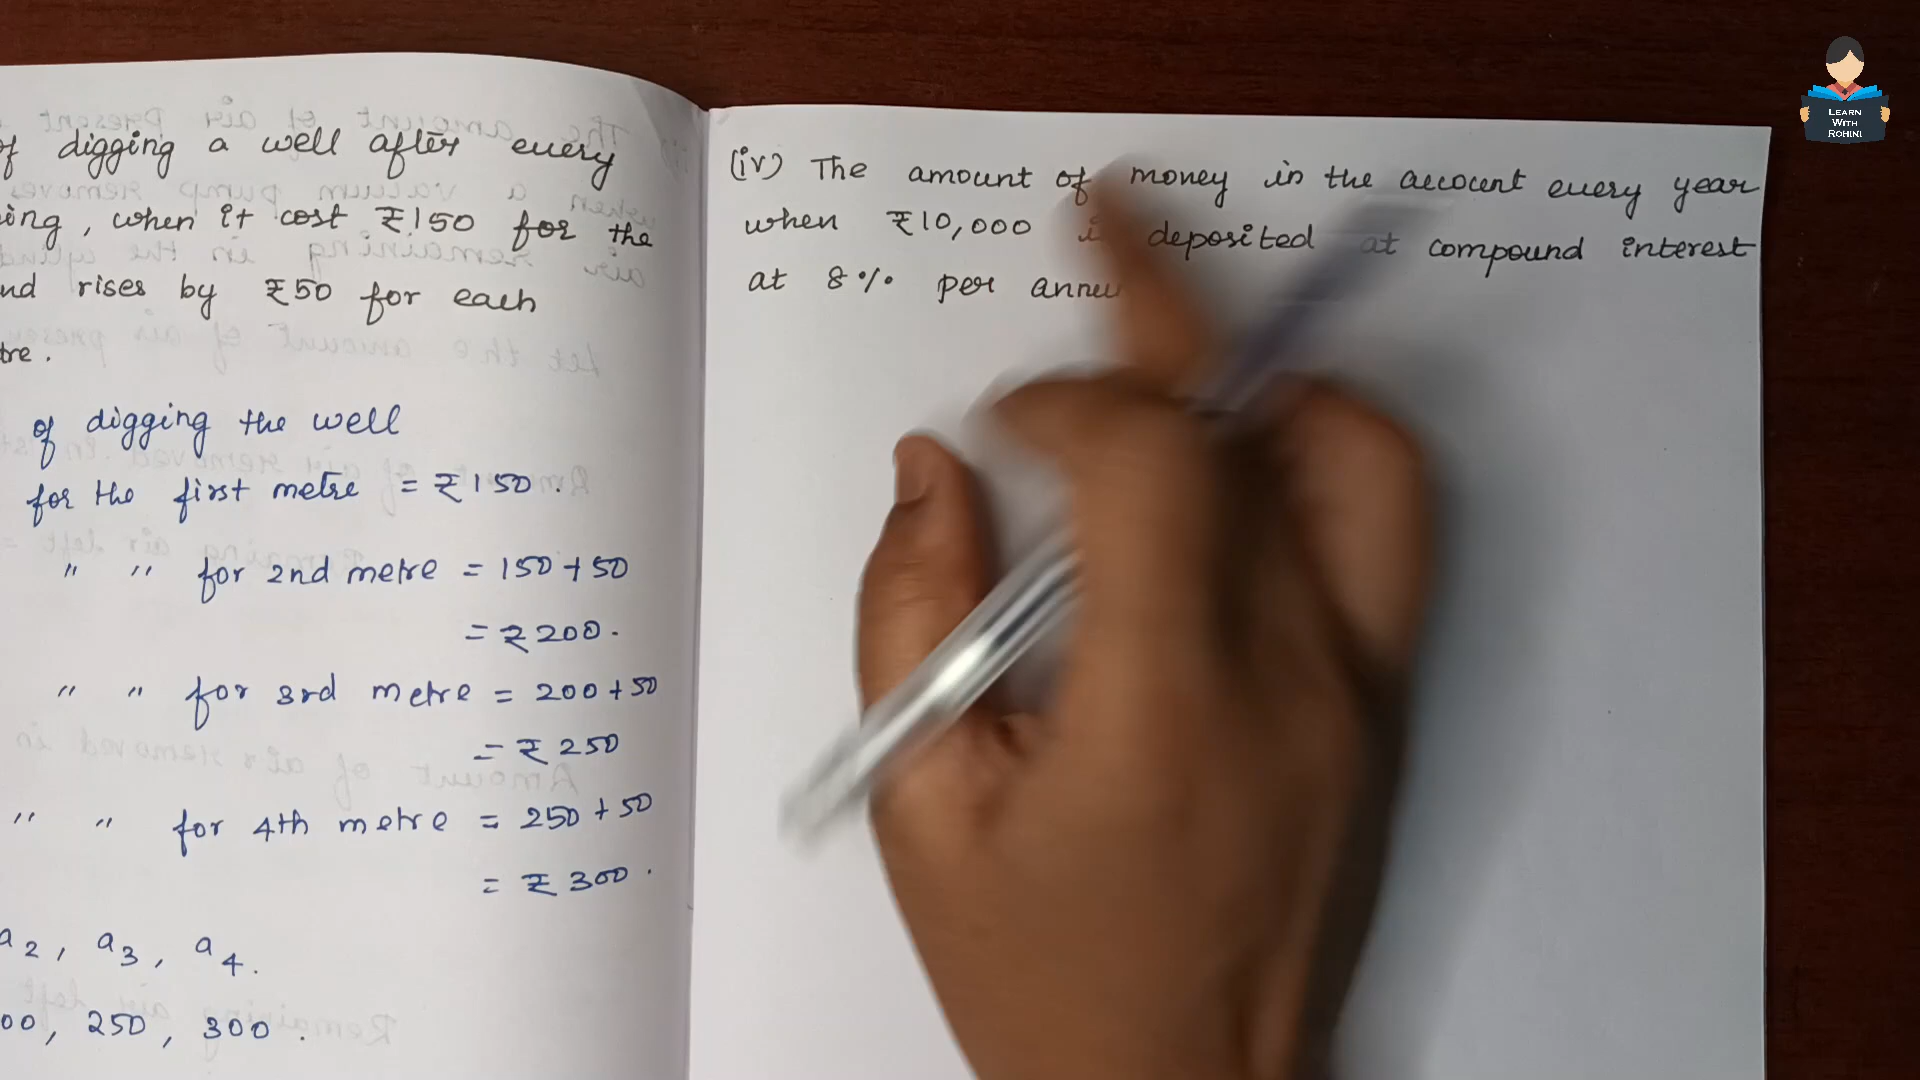 of digging a well after every
ing, when it cost ₹150 for the
nd rises by ₹50 for each
tre.
of digging the well
for the first metre = ₹150.
" " for 2nd metre = 150+50
= ₹200.
" " for 3rd metre = 200+50
= ₹250
" " for 4th metre = 250+50
= ₹300.
a2, a3, a4.
00, 250, 300.
(iv) The amount of money in the account every year
when ₹10,000 is deposited at compound interest
at 8% per annu
LEARN
WITH
ROHINI